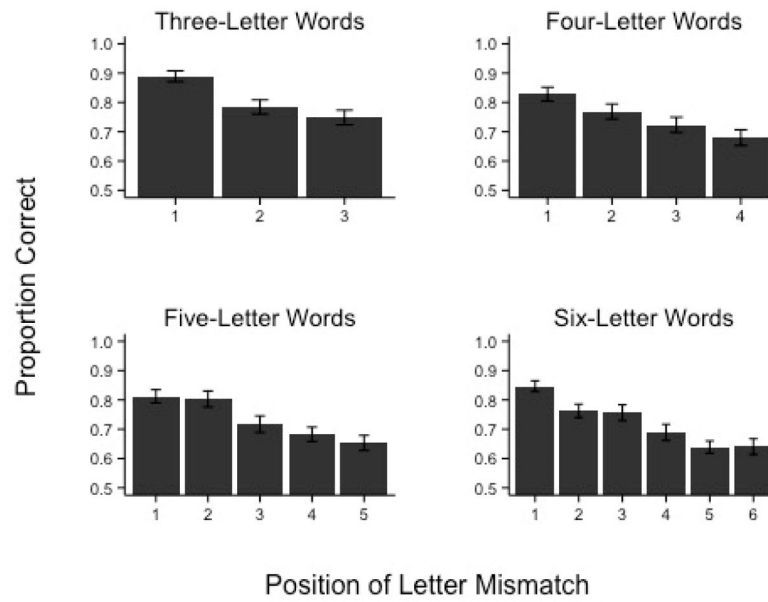 Three-Letter Words
1.0
0.9
0.8
0.7
0.6
0.5
1 2 3
Four-Letter Words
1.0
0.9
0.8
0.7
0.6
0.5
1 2 3 4
Proportion Correct
Five-Letter Words
1.0
0.9
0.8
0.7
0.6
0.5
1 2 3 4 5
Six-Letter Words
1.0
0.9
0.8
0.7
0.6
0.5
1 2 3 4 5 6
Position of Letter Mismatch